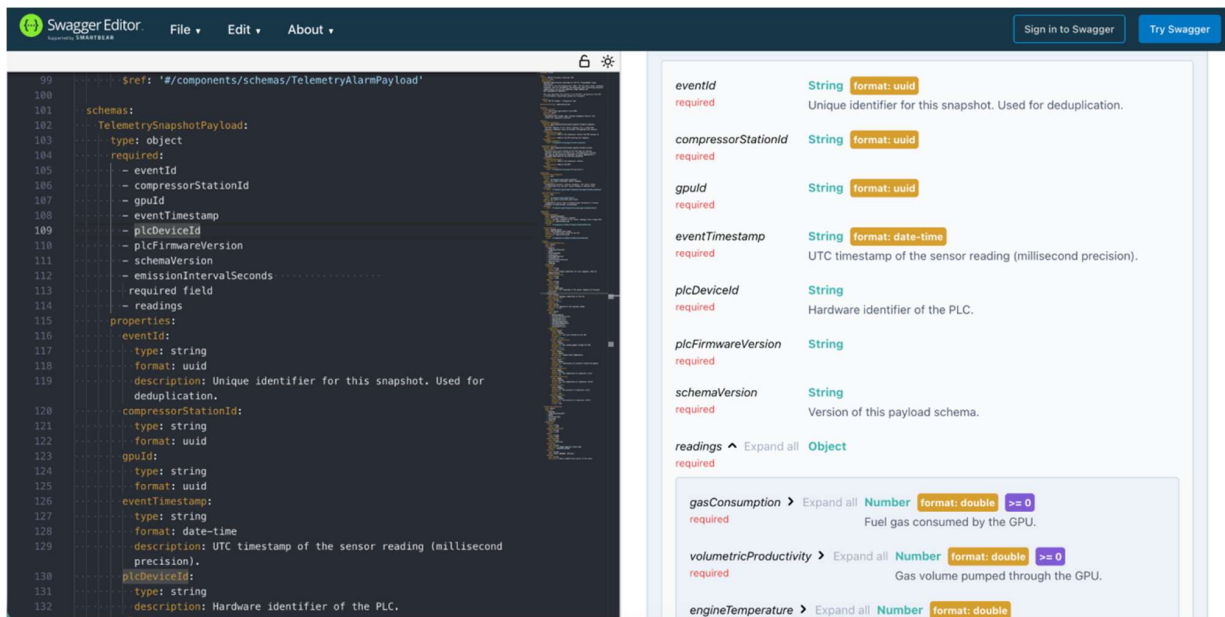 Swagger Editor.
Supported by SMARTBEAR
File
Edit
About
Sign in to Swagger
Try Swagger
99 $ref: '#/components/schemas/TelemetryAlarmPayload'
100
101 schemas:
102 TelemetrySnapshotPayload:
103 type: object
104 required:
105 - eventId
106 - compressorStationId
107 - gpuId
108 - eventTimestamp
109 - plcDeviceId
110 - plcFirmwareVersion
111 - schemaVersion
112 - emissionIntervalSeconds
113 required field
114 - readings
115 properties:
116 eventId:
117 type: string
118 format: uuid
119 description: Unique identifier for this snapshot. Used for
deduplication.
120 compressorStationId:
121 type: string
122 format: uuid
123 gpuId:
124 type: string
125 format: uuid
126 eventTimestamp:
127 type: string
128 format: date-time
129 description: UTC timestamp of the sensor reading (millisecond
precision).
130 plcDeviceId:
131 type: string
132 description: Hardware identifier of the PLC.
eventId String format: uuid
required Unique identifier for this snapshot. Used for deduplication.
compressorStationId String format: uuid
required
gpuId String format: uuid
required
eventTimestamp String format: date-time
required UTC timestamp of the sensor reading (millisecond precision).
plcDeviceId String
required Hardware identifier of the PLC.
plcFirmwareVersion String
required
schemaVersion String
required Version of this payload schema.
readings Expand all Object
required
gasConsumption Expand all Number format: double >= 0
required Fuel gas consumed by the GPU.
volumetricProductivity Expand all Number format: double >= 0
required Gas volume pumped through the GPU.
engineTemperature Expand all Number format: double